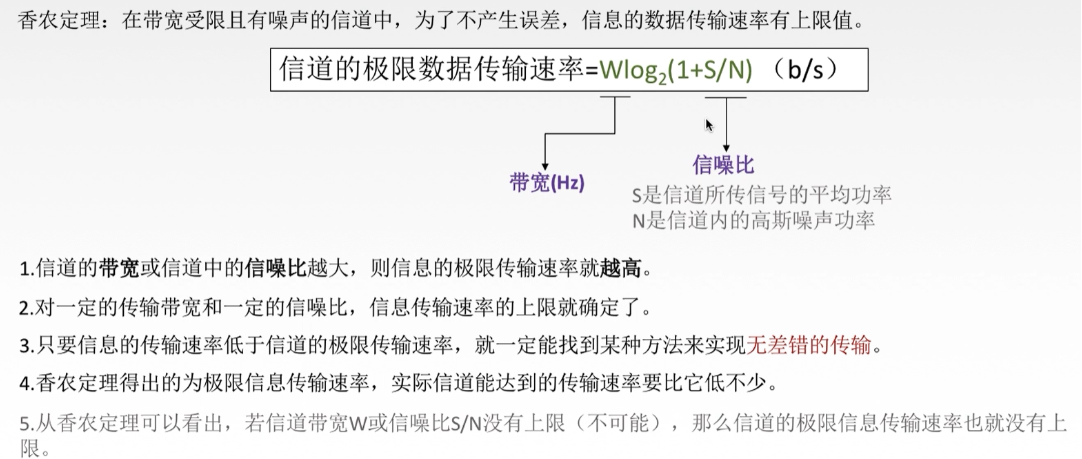 香农定理：在带宽受限且有噪声的信道中，为了不产生误差，信息的数据传输速率有上限值。
信道的极限数据传输速率=Wlog₂(1+S/N)（b/s）
带宽(Hz)
信噪比
S是信道所传信号的平均功率
N是信道内的高斯噪声功率
1.信道的带宽或信道中的信噪比越大，则信息的极限传输速率就越高。
2.对一定的传输带宽和一定的信噪比，信息传输速率的上限就确定了。
3.只要信息的传输速率低于信道的极限传输速率，就一定能找到某种方法来实现无差错的传输。
4.香农定理得出的为极限信息传输速率，实际信道能达到的传输速率要比它低不少。
5.从香农定理可以看出，若信道带宽W或信噪比S/N没有上限（不可能），那么信道的极限信息传输速率也就没有上
限。